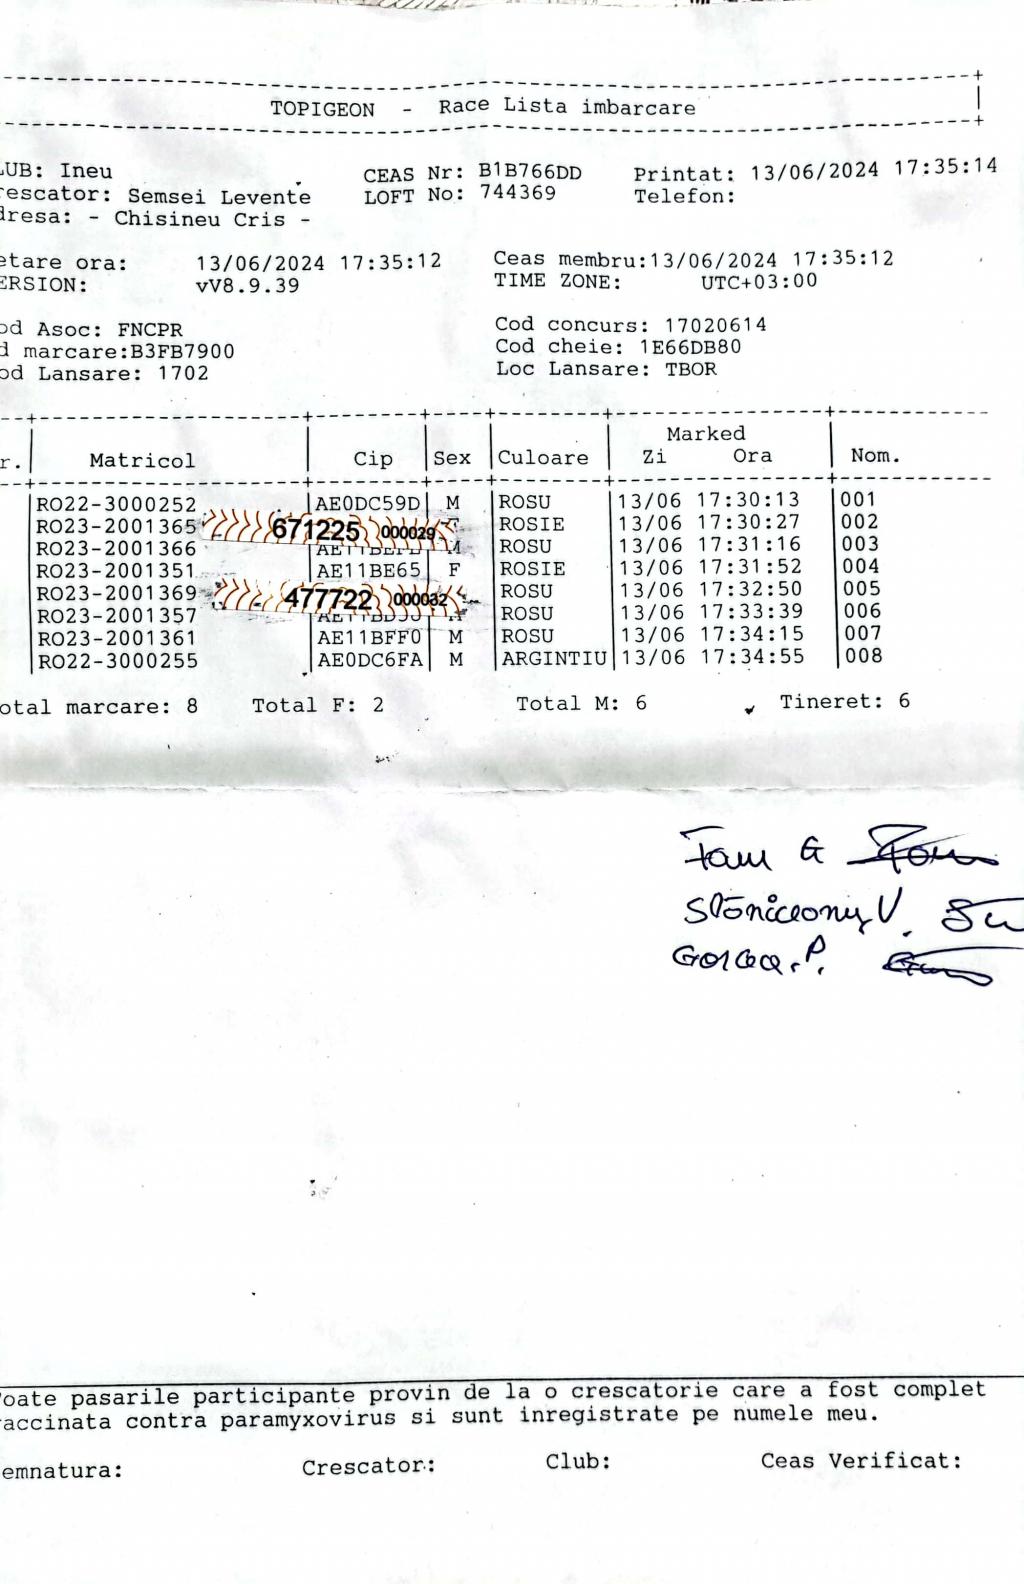 TOPIGEON - Race Lista imbarcare
LUB: Ineu CEAS Nr: B1B766DD Printat: 13/06/2024 17:35:14
rescator: Semsei Levente LOFT No: 744369 Telefon:
dresa: - Chisineu Cris -
etare ora: 13/06/2024 17:35:12 Ceas membru:13/06/2024 17:35:12
ERSION: vV8.9.39 TIME ZONE: UTC+03:00
od Asoc: FNCPR Cod concurs: 17020614
d marcare:B3FB7900 Cod cheie: 1E66DB80
od Lansare: 1702 Loc Lansare: TBOR
Marked
r. Matricol Cip Sex Culoare Zi Ora Nom.
RO22-3000252 AE0DC59D M ROSU 13/06 17:30:13 001
RO23-2001365 671225 000029 ROSIE 13/06 17:30:27 002
RO23-2001366 M ROSU 13/06 17:31:16 003
RO23-2001351 AE11BE65 F ROSIE 13/06 17:31:52 004
RO23-2001369 477722 000032 ROSU 13/06 17:32:50 005
RO23-2001357 ROSU 13/06 17:33:39 006
RO23-2001361 AE11BFF0 M ROSU 13/06 17:34:15 007
RO22-3000255 AE0DC6FA M ARGINTIU 13/06 17:34:55 008
otal marcare: 8 Total F: 2 Total M: 6 Tineret: 6
G
V.
P.
oate pasarile participante provin de la o crescatorie care a fost complet
accinata contra paramyxovirus si sunt inregistrate pe numele meu.
emnatura: Crescator: Club: Ceas Verificat: